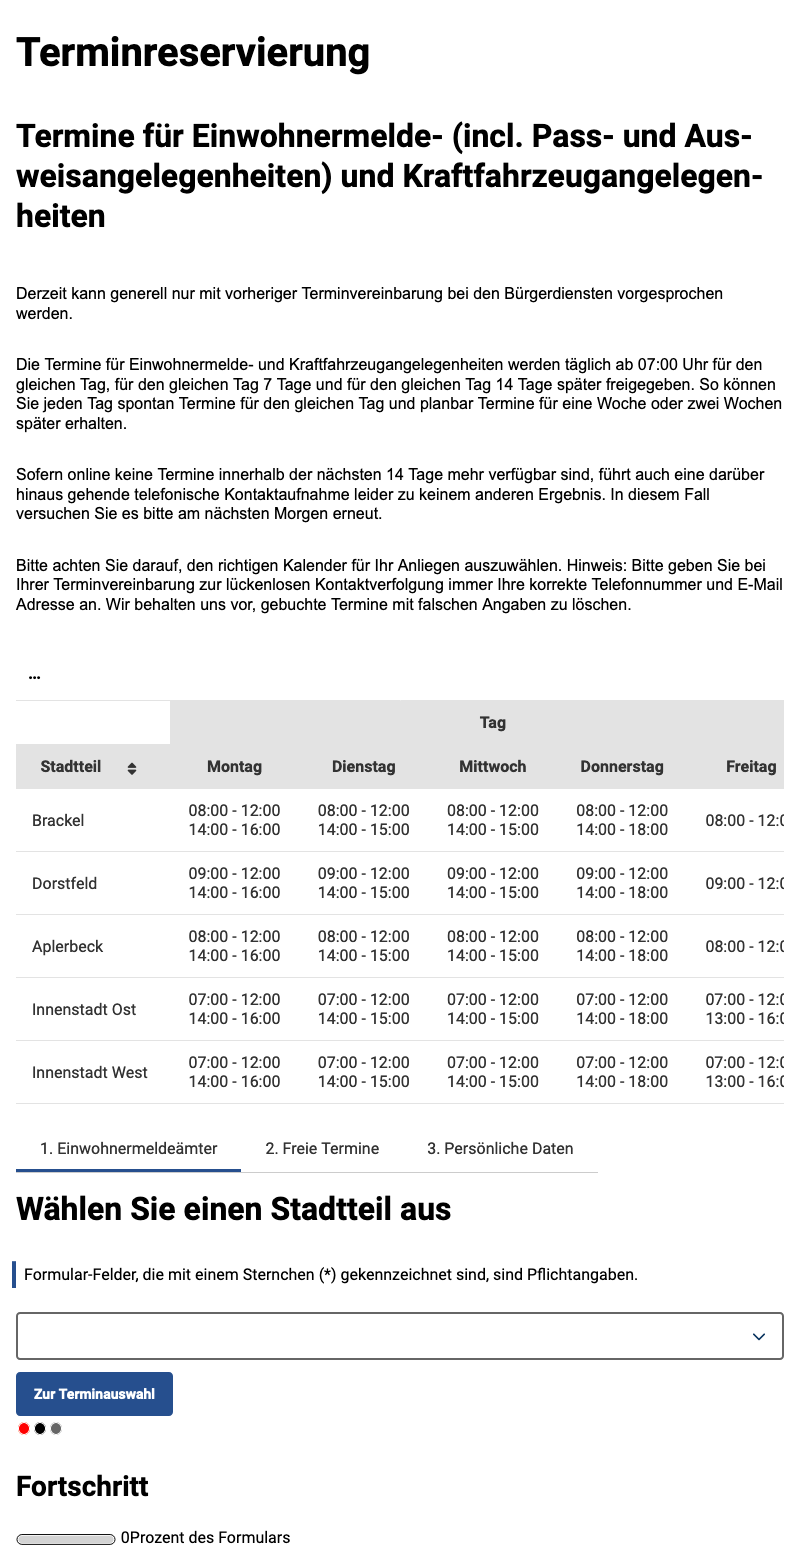 Terminreservierung
Termine für Einwohnermelde- (incl. Pass- und Aus-
weisangelegenheiten) und Kraftfahrzeugangelegen-
heiten
Derzeit kann generell nur mit vorheriger Terminvereinbarung bei den Bürgerdiensten vorgesprochen
werden.
Die Termine für Einwohnermelde- und Kraftfahrzeugangelegenheiten werden täglich ab 07:00 Uhr für den
gleichen Tag, für den gleichen Tag 7 Tage und für den gleichen Tag 14 Tage später freigegeben. So können
Sie jeden Tag spontan Termine für den gleichen Tag und planbar Termine für eine Woche oder zwei Wochen
später erhalten.
Sofern online keine Termine innerhalb der nächsten 14 Tage mehr verfügbar sind, führt auch eine darüber
hinaus gehende telefonische Kontaktaufnahme leider zu keinem anderen Ergebnis. In diesem Fall
versuchen Sie es bitte am nächsten Morgen erneut.
Bitte achten Sie darauf, den richtigen Kalender für Ihr Anliegen auszuwählen. Hinweis: Bitte geben Sie bei
Ihrer Terminvereinbarung zur lückenlosen Kontaktverfolgung immer Ihre korrekte Telefonnummer und E-Mail
Adresse an. Wir behalten uns vor, gebuchte Termine mit falschen Angaben zu löschen.
...
Tag
Stadtteil Montag Dienstag Mittwoch Donnerstag Freitag
Brackel 08:00 - 12:00 08:00 - 12:00 08:00 - 12:00 08:00 - 12:00 08:00 - 12:0
14:00 - 16:00 14:00 - 15:00 14:00 - 15:00 14:00 - 18:00
Dorstfeld 09:00 - 12:00 09:00 - 12:00 09:00 - 12:00 09:00 - 12:00 09:00 - 12:0
14:00 - 16:00 14:00 - 15:00 14:00 - 15:00 14:00 - 18:00
Aplerbeck 08:00 - 12:00 08:00 - 12:00 08:00 - 12:00 08:00 - 12:00 08:00 - 12:0
14:00 - 16:00 14:00 - 15:00 14:00 - 15:00 14:00 - 18:00
Innenstadt Ost 07:00 - 12:00 07:00 - 12:00 07:00 - 12:00 07:00 - 12:00 07:00 - 12:0
14:00 - 16:00 14:00 - 15:00 14:00 - 15:00 14:00 - 18:00 13:00 - 16:0
Innenstadt West 07:00 - 12:00 07:00 - 12:00 07:00 - 12:00 07:00 - 12:00 07:00 - 12:0
14:00 - 16:00 14:00 - 15:00 14:00 - 15:00 14:00 - 18:00 13:00 - 16:0
1. Einwohnermeldeämter 2. Freie Termine 3. Persönliche Daten
Wählen Sie einen Stadtteil aus
Formular-Felder, die mit einem Sternchen (*) gekennzeichnet sind, sind Pflichtangaben.
Zur Terminauswahl
Fortschritt
0Prozent des Formulars